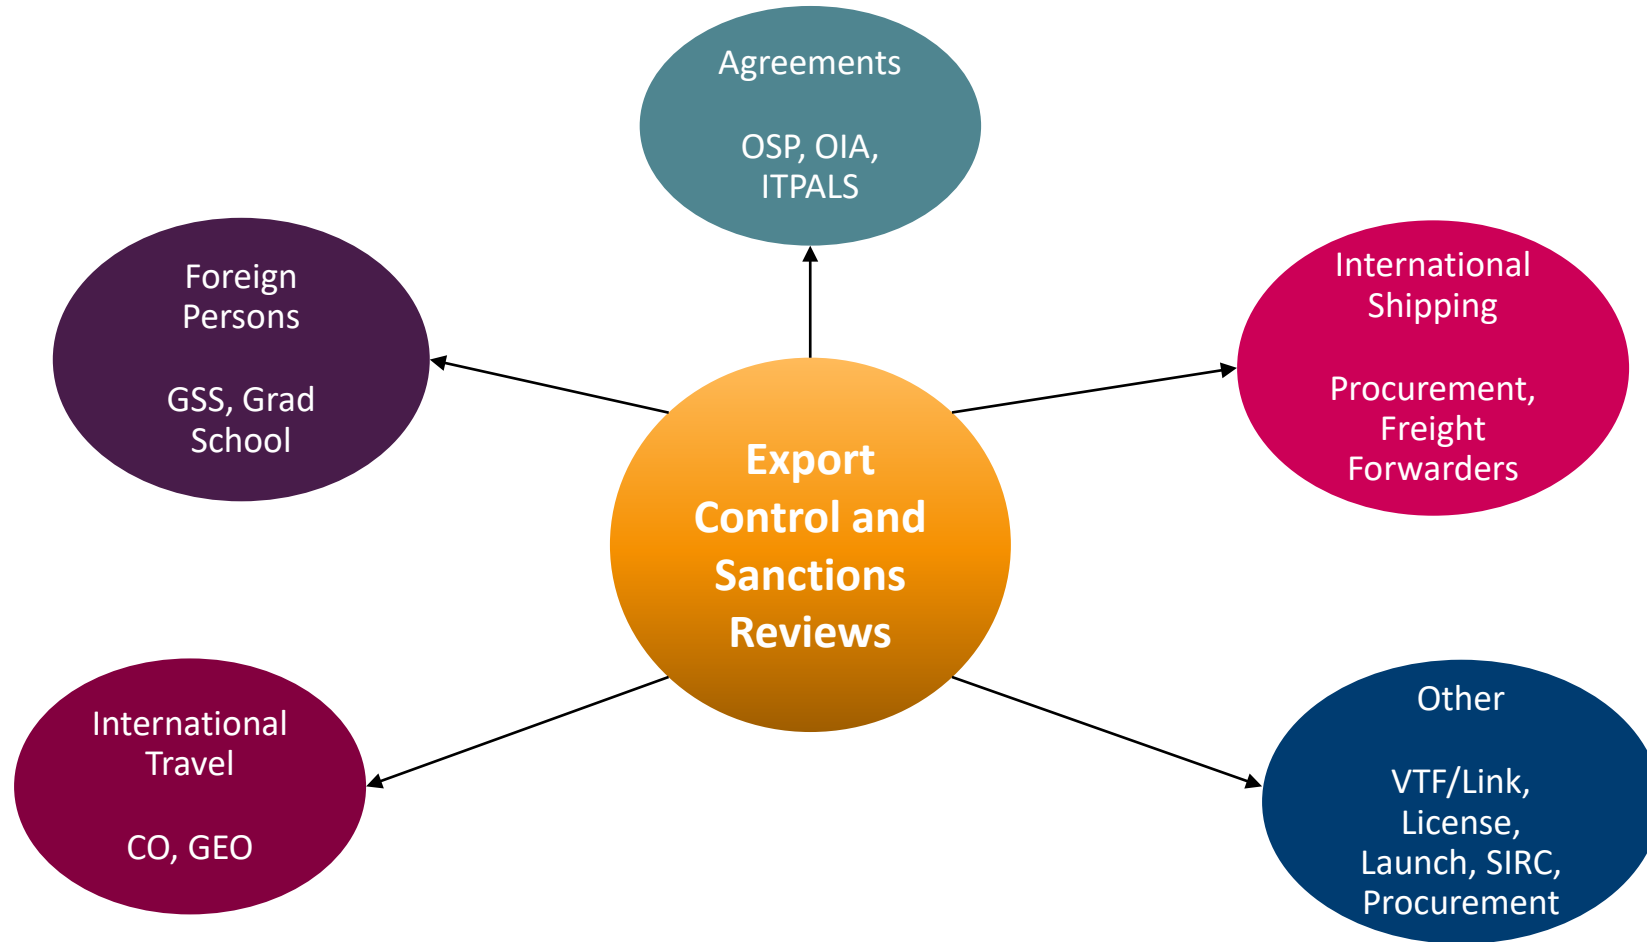 Agreements
OSP, OIA,
ITPALS
Foreign
Persons
GSS, Grad
School
International
Shipping
Procurement,
Freight
Forwarders
Export
Control and
Sanctions
Reviews
International
Travel
CO, GEO
Other
VTF/Link,
License,
Launch, SIRC,
Procurement